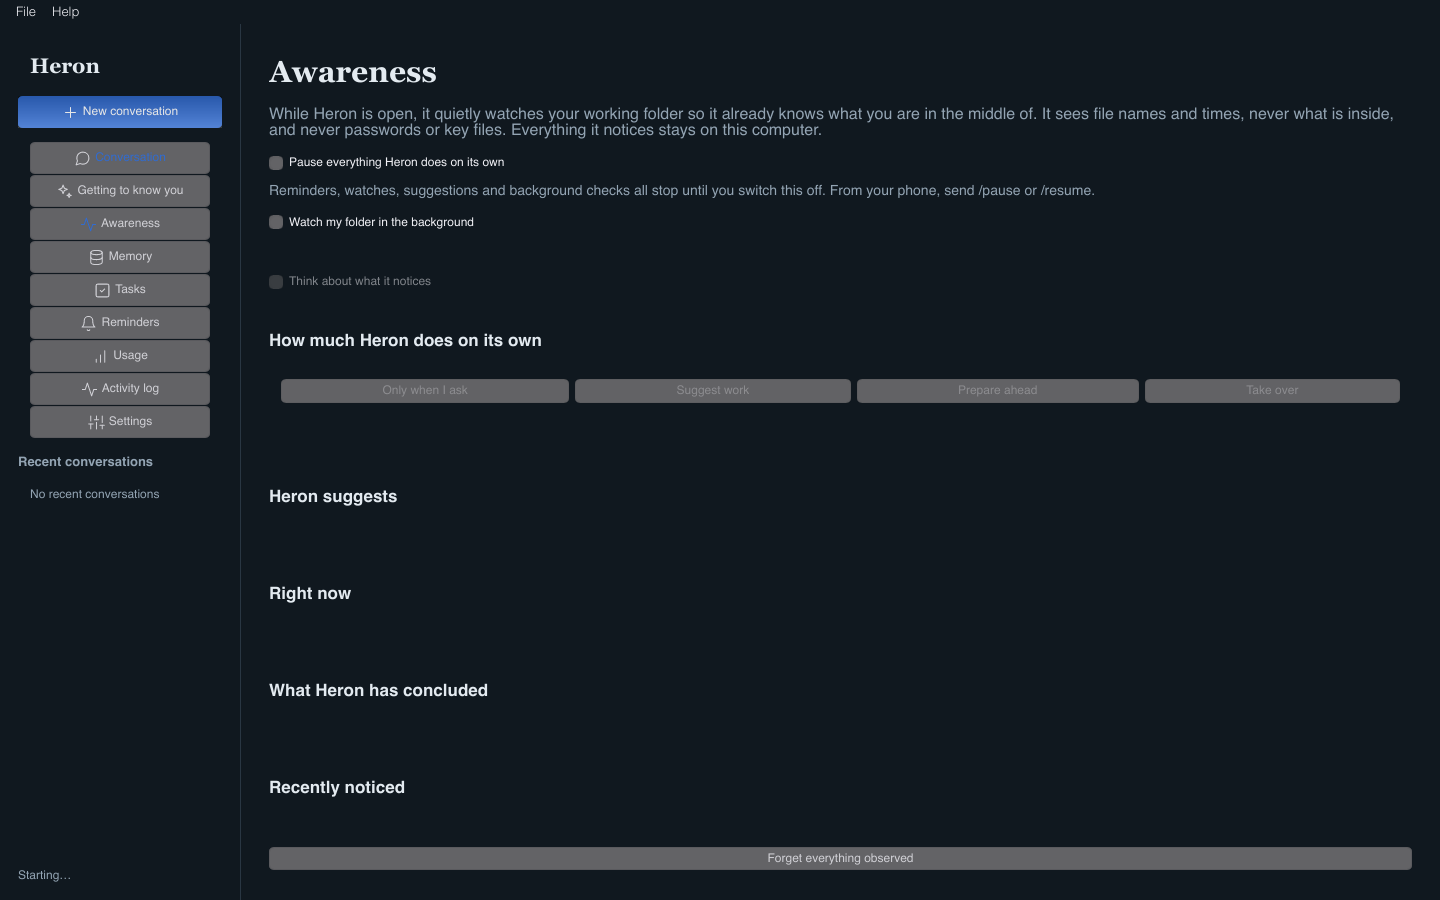 File Help
Heron
New conversation
Conversation
Getting to know you
Awareness
Memory
Tasks
Reminders
Usage
Activity log
Settings
Recent conversations
No recent conversations
Starting…
Awareness
While Heron is open, it quietly watches your working folder so it already knows what you are in the middle of. It sees file names and times, never what is inside,
and never passwords or key files. Everything it notices stays on this computer.
Pause everything Heron does on its own
Reminders, watches, suggestions and background checks all stop until you switch this off. From your phone, send /pause or /resume.
Watch my folder in the background
Think about what it notices
How much Heron does on its own
Only when I ask
Suggest work
Prepare ahead
Take over
Heron suggests
Right now
What Heron has concluded
Recently noticed
Forget everything observed